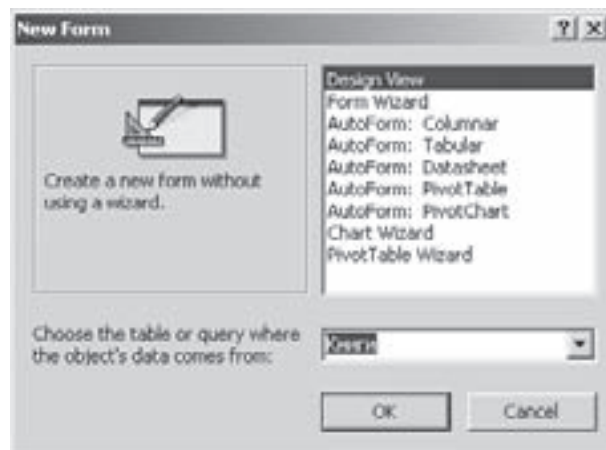 New Form
Create a new form without
using a wizard.
Design View
Form Wizard
AutoForm: Columnar
AutoForm: Tabular
AutoForm: Datasheet
AutoForm: PivotTable
AutoForm: PivotChart
Chart Wizard
PivotTable Wizard
Choose the table or query where
the object's data comes from:
OK
Cancel